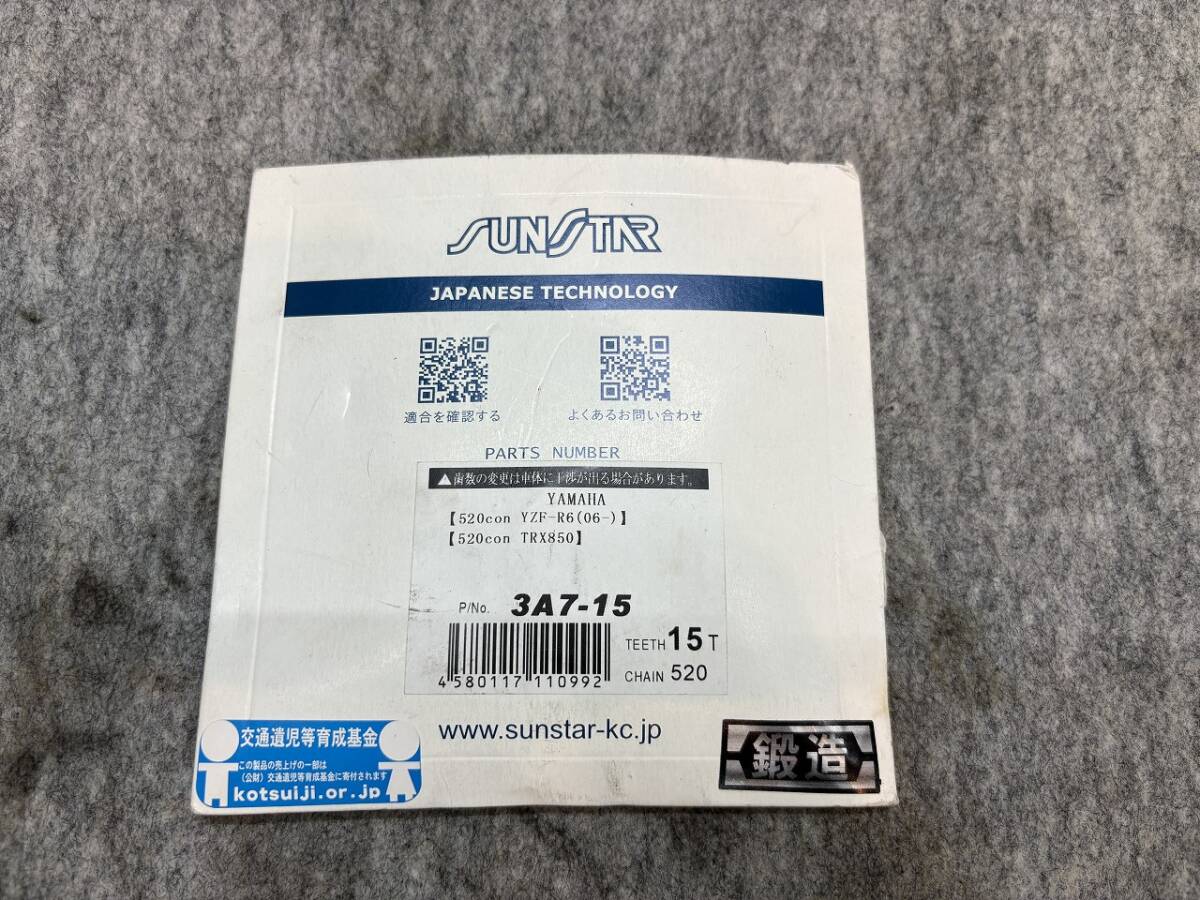 SUNSTAR
JAPANESE TECHNOLOGY
適合を確認する
よくあるお問い合わせ
PARTS NUMBER
▲歯数の変更は車体に干渉が出る場合があります。
YAMAHA
【520con YZF-R6(06-)】
【520con TRX850】
P/No. 3A7-15
TEETH 15T
CHAIN 520
4 580117 110992
www.sunstar-kc.jp
鍛造
交通遺児等育成基金
この製品の売上げの一部は
(公財)交通遺児等育成基金に寄付されます
kotsuiji.or.jp